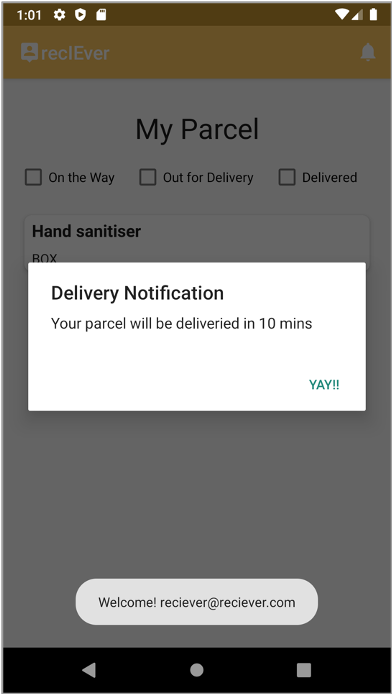 1:01
reclEver
My Parcel
On the Way
Out for Delivery
Delivered
Hand sanitiser
BOX
Delivery Notification
Your parcel will be deliveried in 10 mins
YAY!!
Welcome! reciever@reciever.com